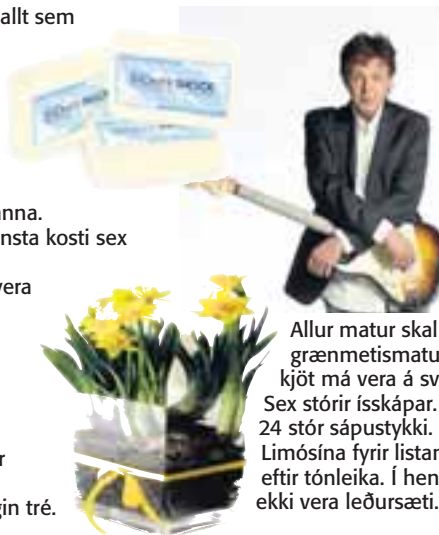 allt sem
nna.
nsta kosti sex
vera
r
gin tré.
Allur matur skal
grænmetismatu
kjöt má vera á sv
Sex stórir ísskápar.
24 stór sápustykki.
Limósína fyrir listar
eftir tónleika. Í hen
ekki vera leðursæti.